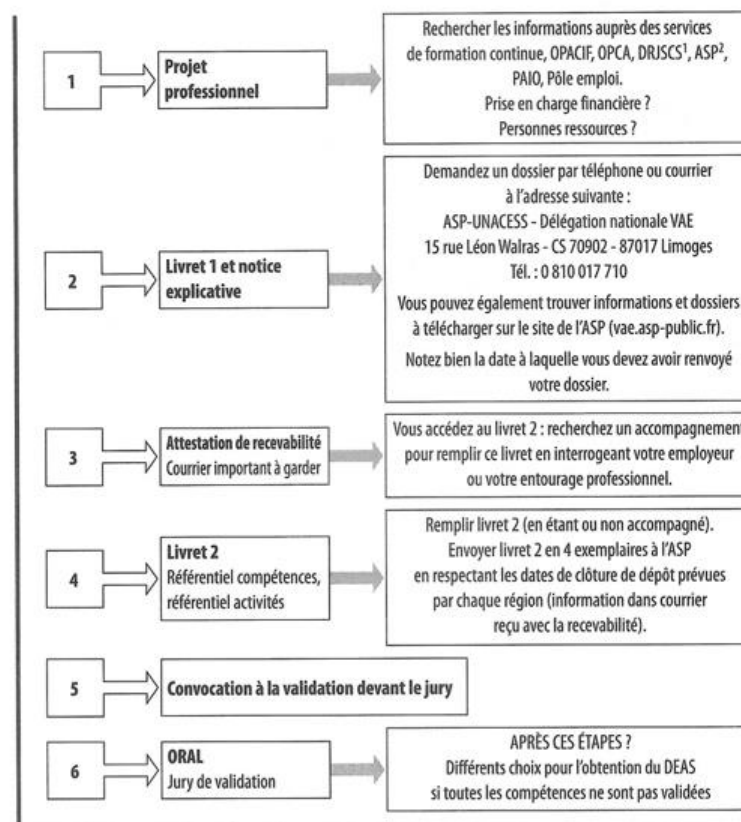 1
Projet
professionnel
Rechercher les informations auprès des services
de formation continue, OPACIF, OPCA, DRJSCS¹, ASP²,
PAIO, Pôle emploi.
Prise en charge financière ?
Personnes ressources ?
2
Livret 1 et notice
explicative
Demandez un dossier par téléphone ou courrier
à l'adresse suivante :
ASP-UNACESS - Délégation nationale VAE
15 rue Léon Walras - CS 70902 - 87017 Limoges
Tél. : 0 810 017 710
Vous pouvez également trouver informations et dossiers
à télécharger sur le site de l'ASP (vae.asp-public.fr).
Notez bien la date à laquelle vous devez avoir renvoyé
votre dossier.
3
Attestation de recevabilité
Courrier important à garder
Vous accédez au livret 2 : recherchez un accompagnement
pour remplir ce livret en interrogeant votre employeur
ou votre entourage professionnel.
4
Livret 2
Référentiel compétences,
référentiel activités
Remplir livret 2 (en étant ou non accompagné).
Envoyer livret 2 en 4 exemplaires à l'ASP
en respectant les dates de clôture de dépôt prévues
par chaque région (information dans courrier
reçu avec la recevabilité).
5
Convocation à la validation devant le jury
6
ORAL
Jury de validation
APRÈS CES ÉTAPES ?
Différents choix pour l'obtention du DEAS
si toutes les compétences ne sont pas validées